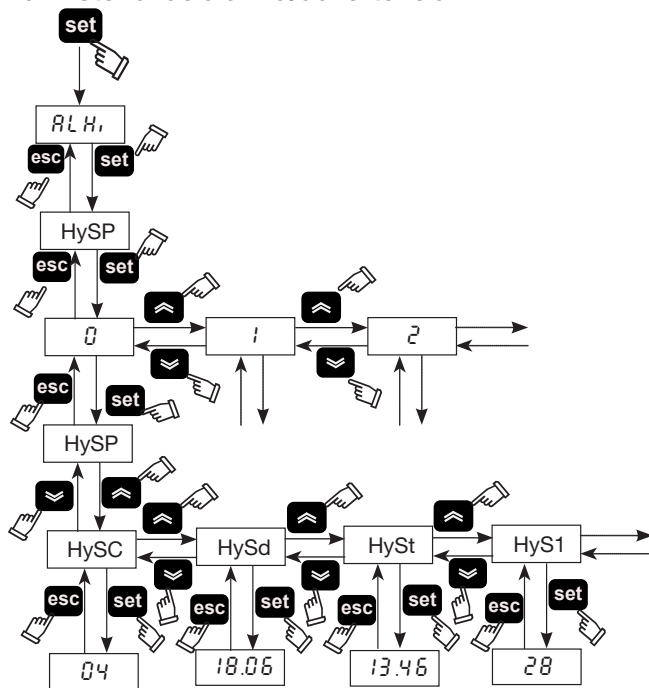 set
ALHi
esc set
HySP
esc set
0 1 2
esc set
HySP
HySC HySd HySt HyS1
esc set esc set esc set esc set
04 18.06 13.46 28